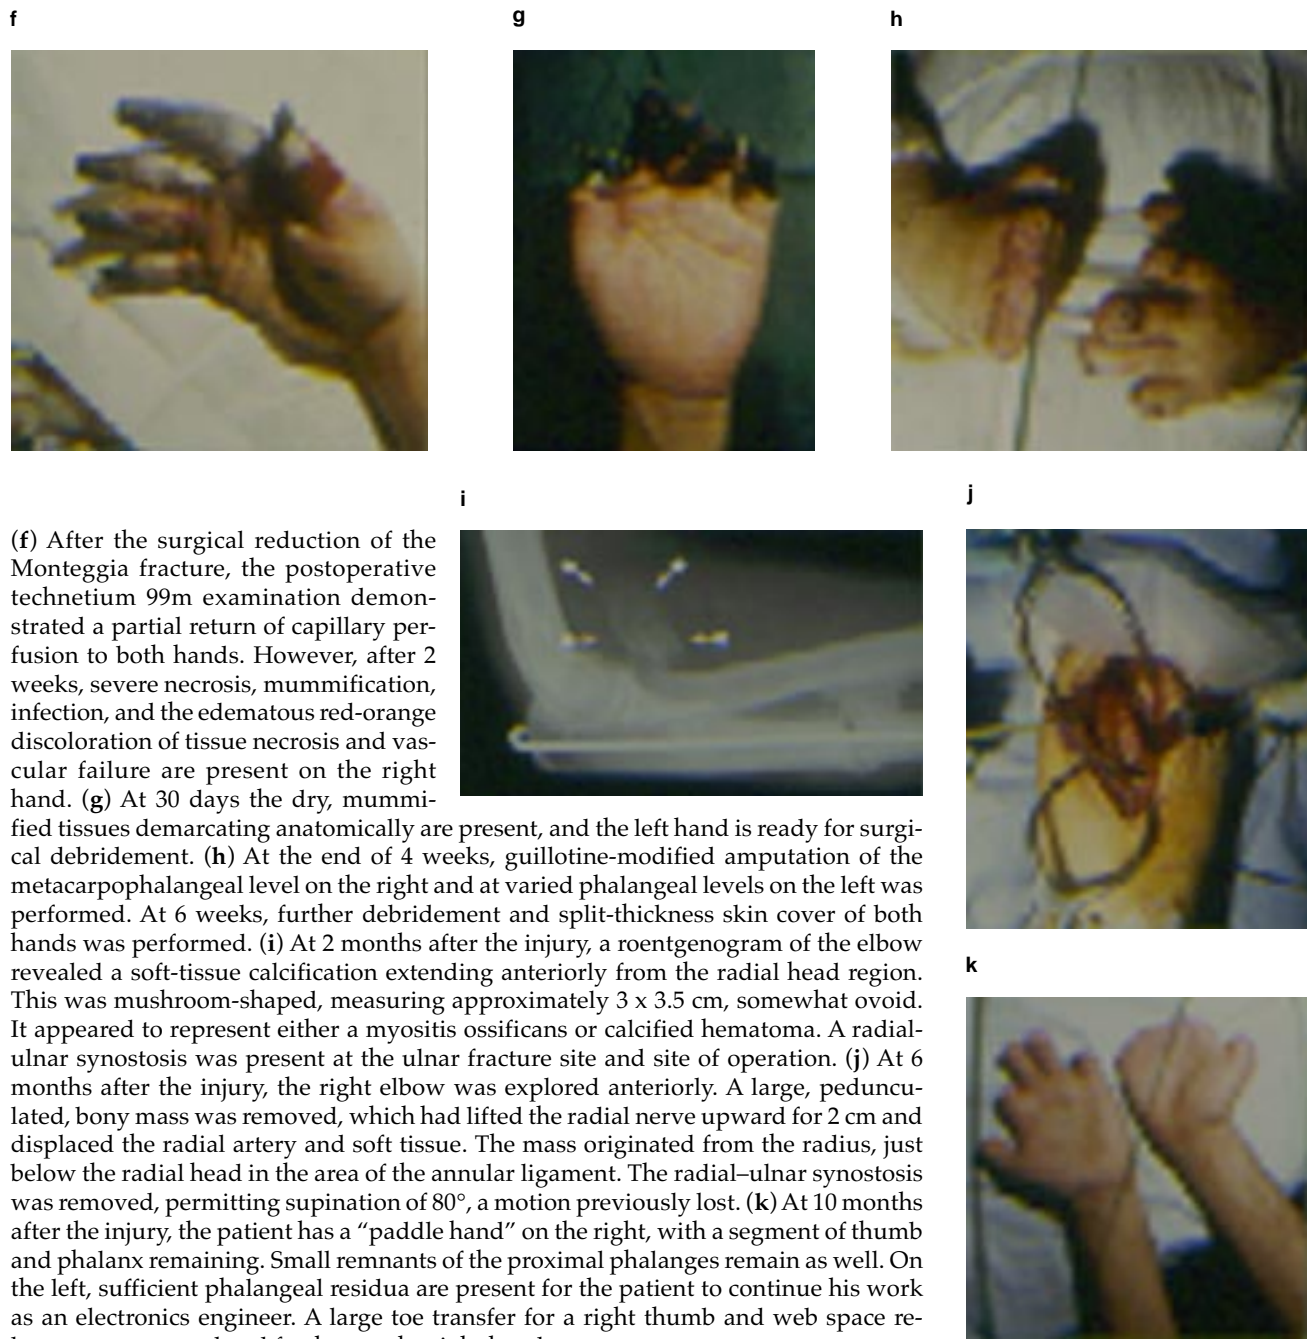 f
g
h
i
j
(f) After the surgical reduction of the
Monteggia fracture, the postoperative
technetium 99m examination demon-
strated a partial return of capillary per-
fusion to both hands. However, after 2
weeks, severe necrosis, mummification,
infection, and the edematous red-orange
discoloration of tissue necrosis and vas-
cular failure are present on the right
hand. (g) At 30 days the dry, mummi-
fied tissues demarcating anatomically are present, and the left hand is ready for surgi-
cal debridement. (h) At the end of 4 weeks, guillotine-modified amputation of the
metacarpophalangeal level on the right and at varied phalangeal levels on the left was
performed. At 6 weeks, further debridement and split-thickness skin cover of both
hands was performed. (i) At 2 months after the injury, a roentgenogram of the elbow
revealed a soft-tissue calcification extending anteriorly from the radial head region.
This was mushroom-shaped, measuring approximately 3 x 3.5 cm, somewhat ovoid.
It appeared to represent either a myositis ossificans or calcified hematoma. A radial-
ulnar synostosis was present at the ulnar fracture site and site of operation. (j) At 6
months after the injury, the right elbow was explored anteriorly. A large, peduncu-
lated, bony mass was removed, which had lifted the radial nerve upward for 2 cm and
displaced the radial artery and soft tissue. The mass originated from the radius, just
below the radial head in the area of the annular ligament. The radial–ulnar synostosis
was removed, permitting supination of 80°, a motion previously lost. (k) At 10 months
after the injury, the patient has a “paddle hand” on the right, with a segment of thumb
and phalanx remaining. Small remnants of the proximal phalanges remain as well. On
the left, sufficient phalangeal residua are present for the patient to continue his work
as an electronics engineer. A large toe transfer for a right thumb and web space re-
k